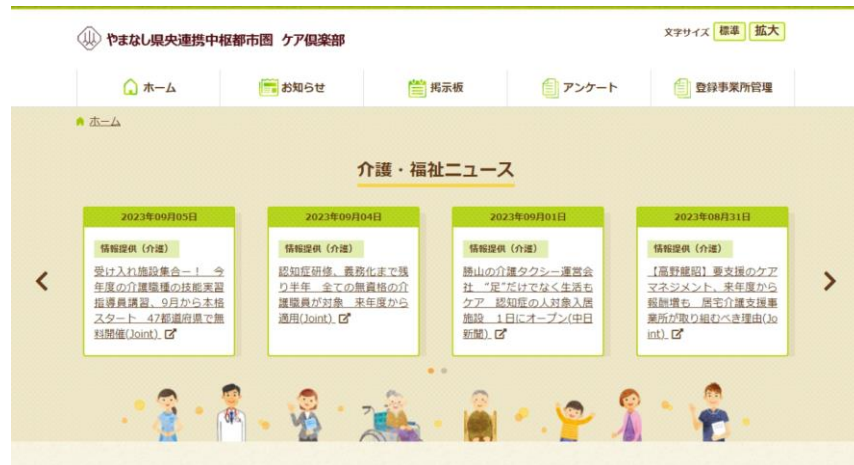 やまなし県央連携中枢都市圏 ケア倶楽部
文字サイズ 標準 拡大
ホーム
お知らせ
掲示板
アンケート
登録事業所管理
ホーム
介護・福祉ニュース
2023年09月05日
情報提供（介護）
受け入れ施設集合ー！ 今
年度の介護職種の技能実習
指導員講習、9月から本格
スタート 47都道府県で無
料開催(Joint)
2023年09月04日
情報提供（介護）
認知症研修、義務化まで残
り半年 全ての無資格の介
護職員が対象 来年度から
適用(Joint)
2023年09月01日
情報提供（介護）
勝山の介護タクシー運営会
社 “足”だけでなく生活も
ケア 認知症の人対象入居
施設 1日にオープン(中日
新聞)
2023年08月31日
情報提供（介護）
【高野龍昭】要支援のケア
マネジメント、来年度から
報酬増も 居宅介護支援事
業所が取り組むべき理由(Jo
int)